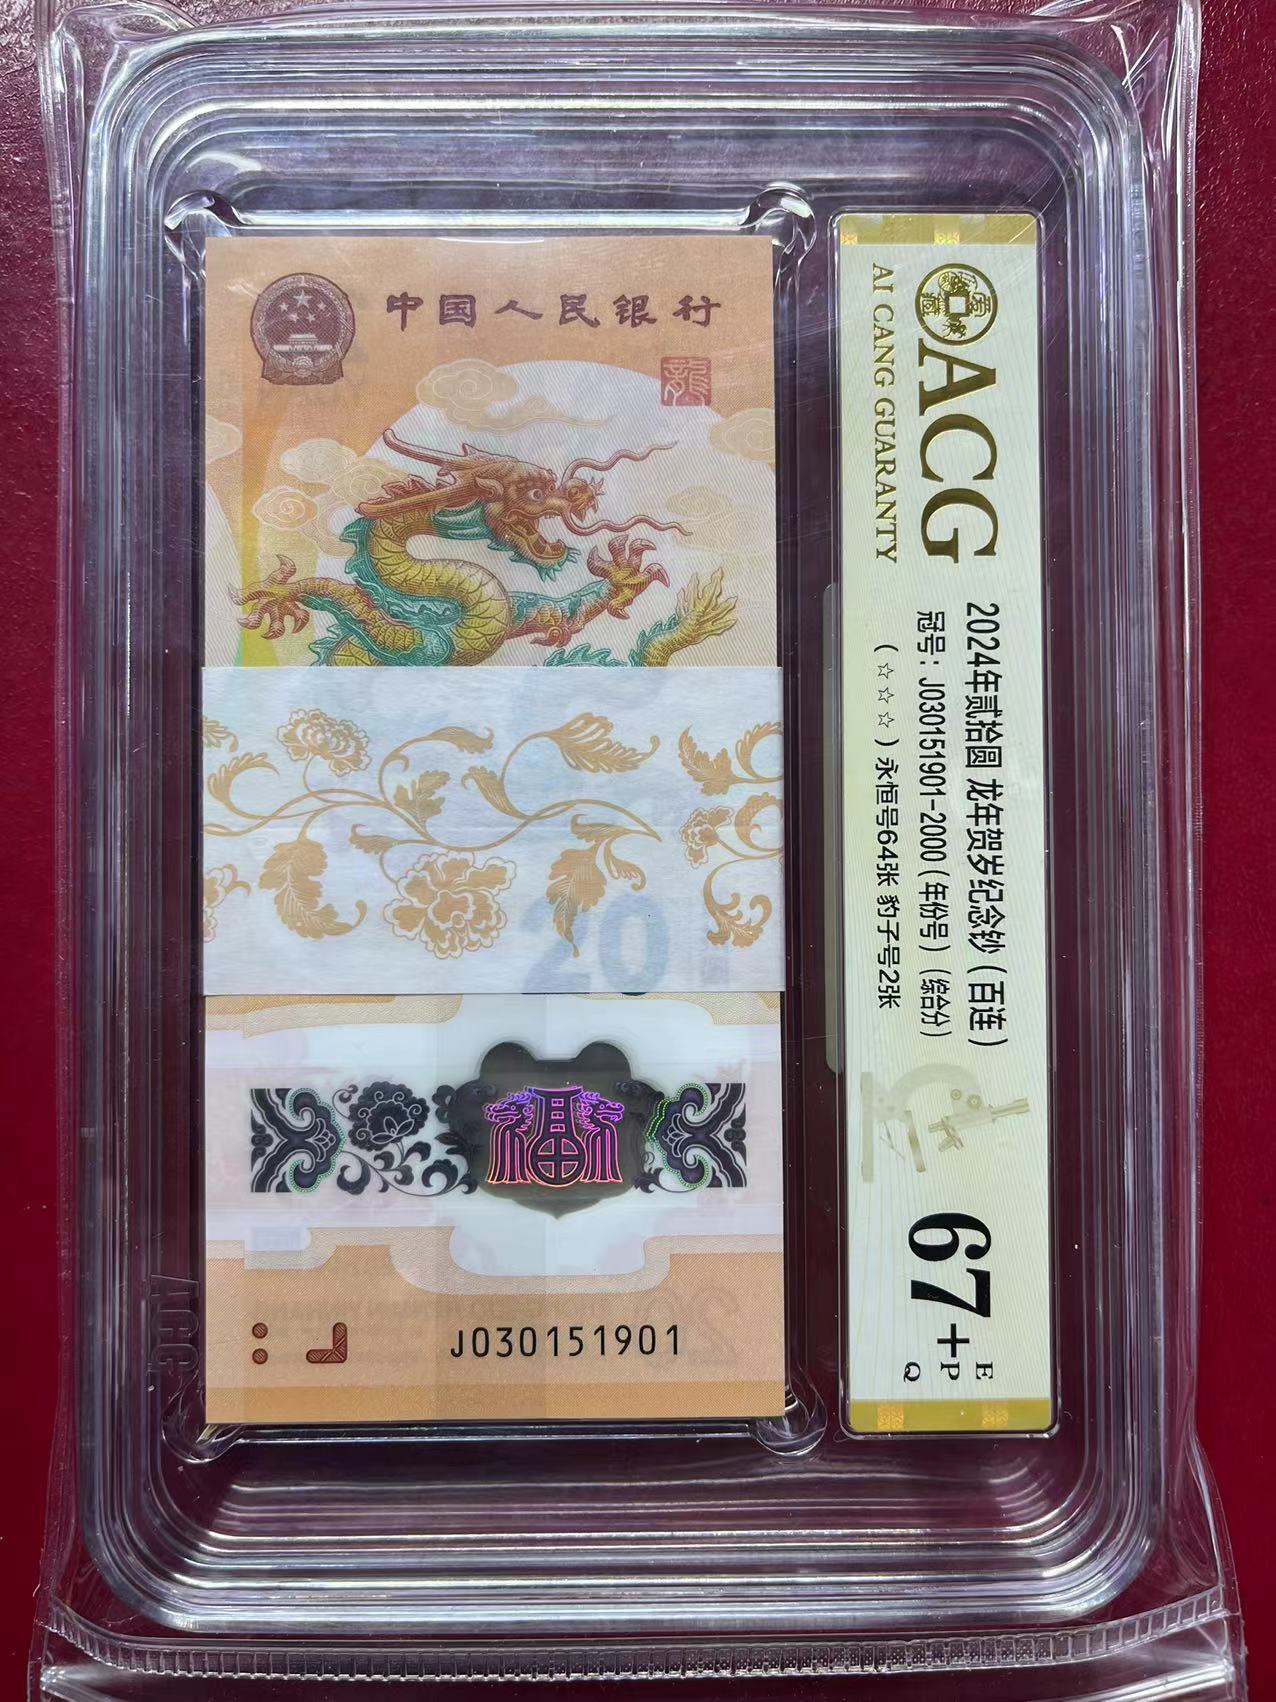 中国人民银行
龍
20
福
J030151901
ACG
ACG
AI CANG GUARANTY
2024年贰拾圆 龙年贺岁纪念钞（百连）
冠号：J030151901-2000（年份号）（综合分）
（☆☆☆）永恒号64张 豹子号2张
67+
E
P
Q